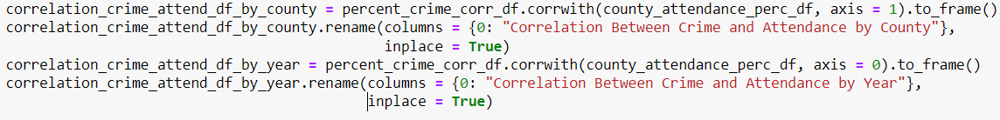 correlation_crime_attend_df_by_county = percent_crime_corr_df.corrwith(county_attendance_perc_df, axis = 1).to_frame()
correlation_crime_attend_df_by_county.rename(columns = {0: "Correlation Between Crime and Attendance by County"},
inplace = True)
correlation_crime_attend_df_by_year = percent_crime_corr_df.corrwith(county_attendance_perc_df, axis = 0).to_frame()
correlation_crime_attend_df_by_year.rename(columns = {0: "Correlation Between Crime and Attendance by Year"},
inplace = True)